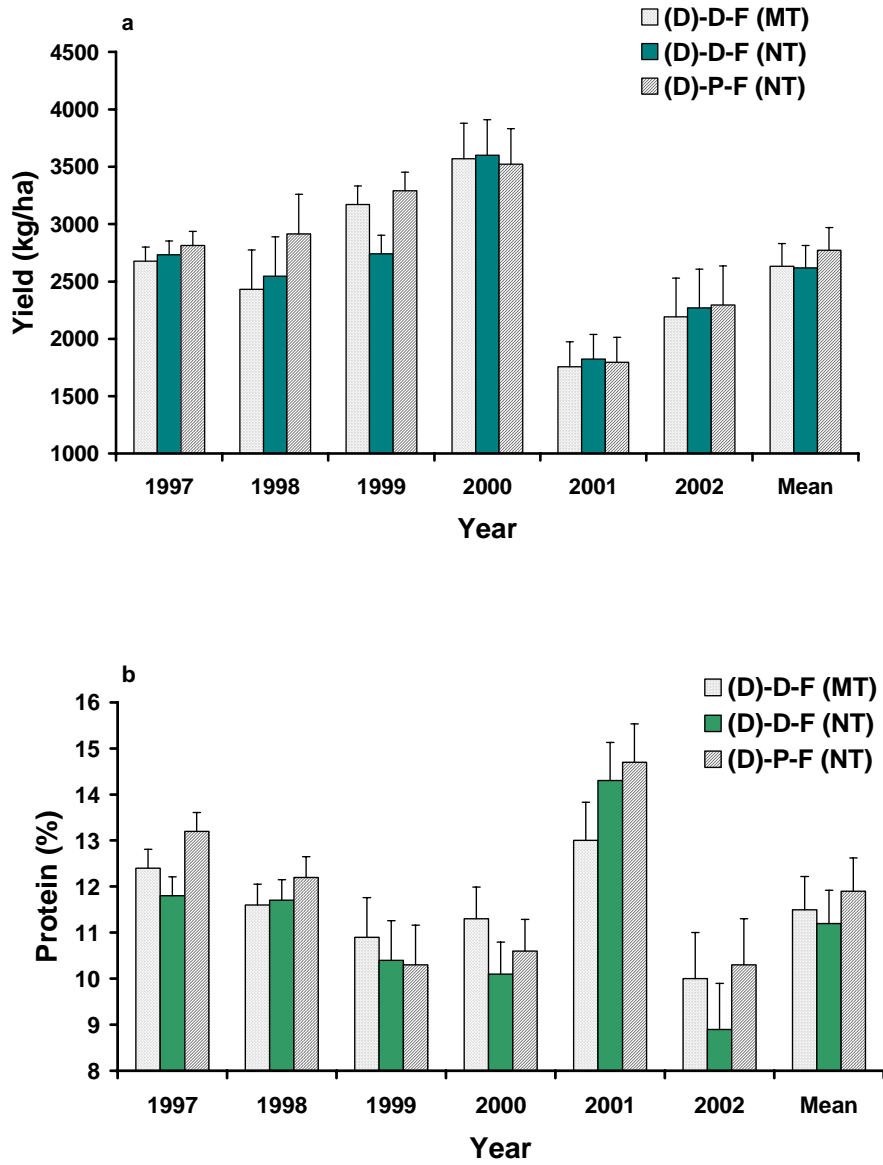 a
(D)-D-F (MT)
(D)-D-F (NT)
(D)-P-F (NT)
4500
4000
3500
3000
2500
2000
1500
1000
Yield (kg/ha)
1997 1998 1999 2000 2001 2002 Mean
Year
b
(D)-D-F (MT)
(D)-D-F (NT)
(D)-P-F (NT)
16
15
14
13
12
11
10
9
8
Protein (%)
1997 1998 1999 2000 2001 2002 Mean
Year